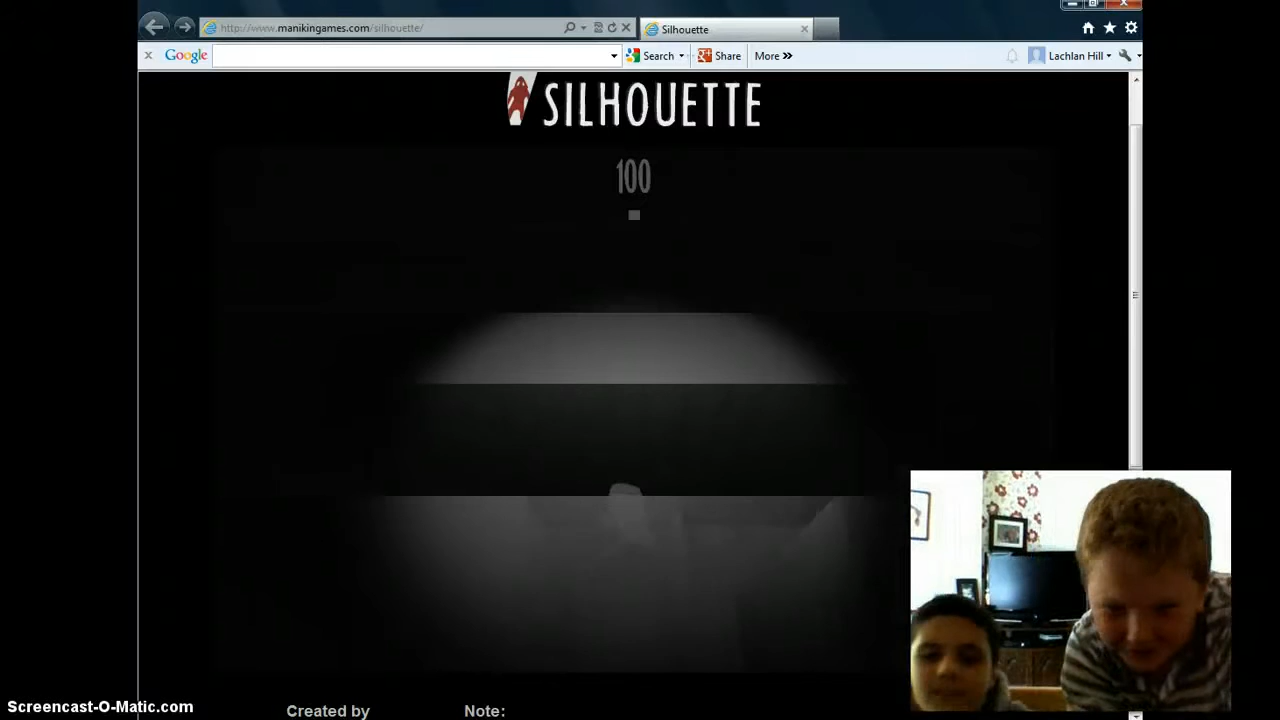 http://www.manikingames.com/silhouette/
Silhouette
Google
Search
Share
More »
Lachlan Hill
SILHOUETTE
100
Created by
Note:
Screencast-O-Matic.com